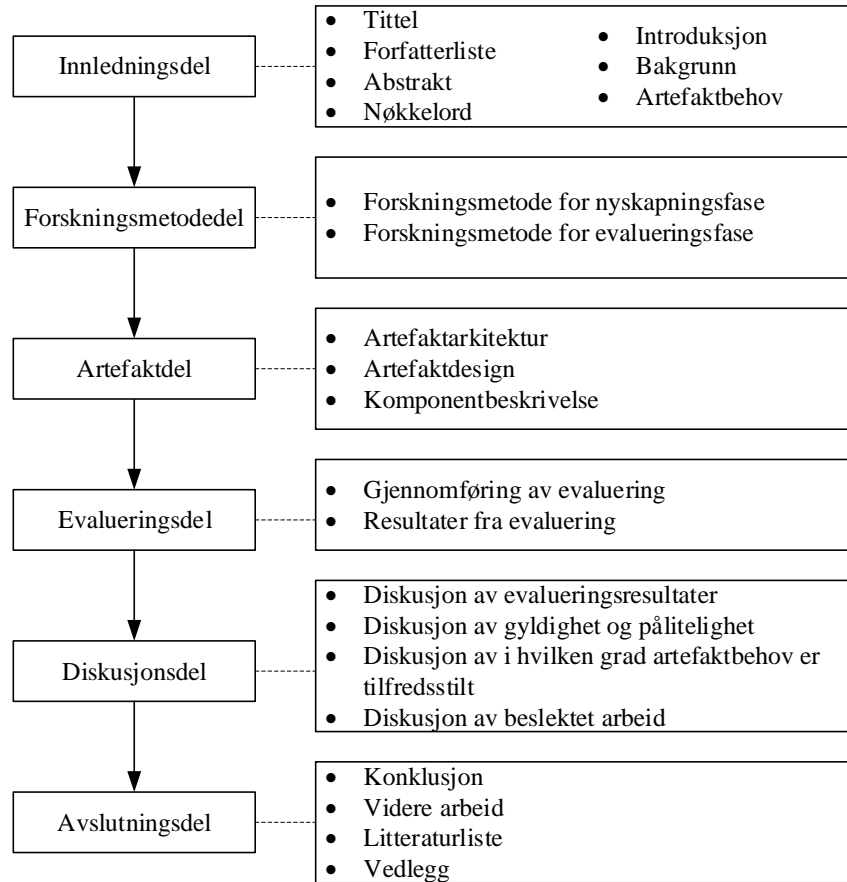 Innledningsdel
• Tittel
• Forfatterliste
• Abstrakt
• Nøkkelord
• Introduksjon
• Bakgrunn
• Artefaktbehov
Forskningsmetodedel
• Forskningsmetode for nyskapningsfase
• Forskningsmetode for evalueringsfase
Artefaktdel
• Artefaktarkitektur
• Artefaktdesign
• Komponentbeskrivelse
Evalueringsdel
• Gjennomføring av evaluering
• Resultater fra evaluering
Diskusjonsdel
• Diskusjon av evalueringsresultater
• Diskusjon av gyldighet og pålitelighet
• Diskusjon av i hvilken grad artefaktbehov er
tilfredsstilt
• Diskusjon av beslektet arbeid
Avslutningsdel
• Konklusjon
• Videre arbeid
• Litteraturliste
• Vedlegg